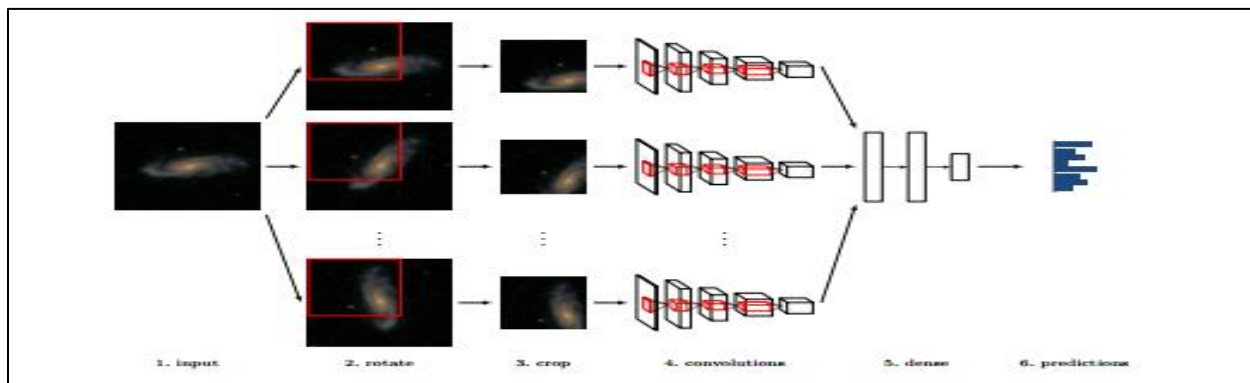 1. input 2. rotate 3. crop 4. convolutions 5. dense 6. predictions